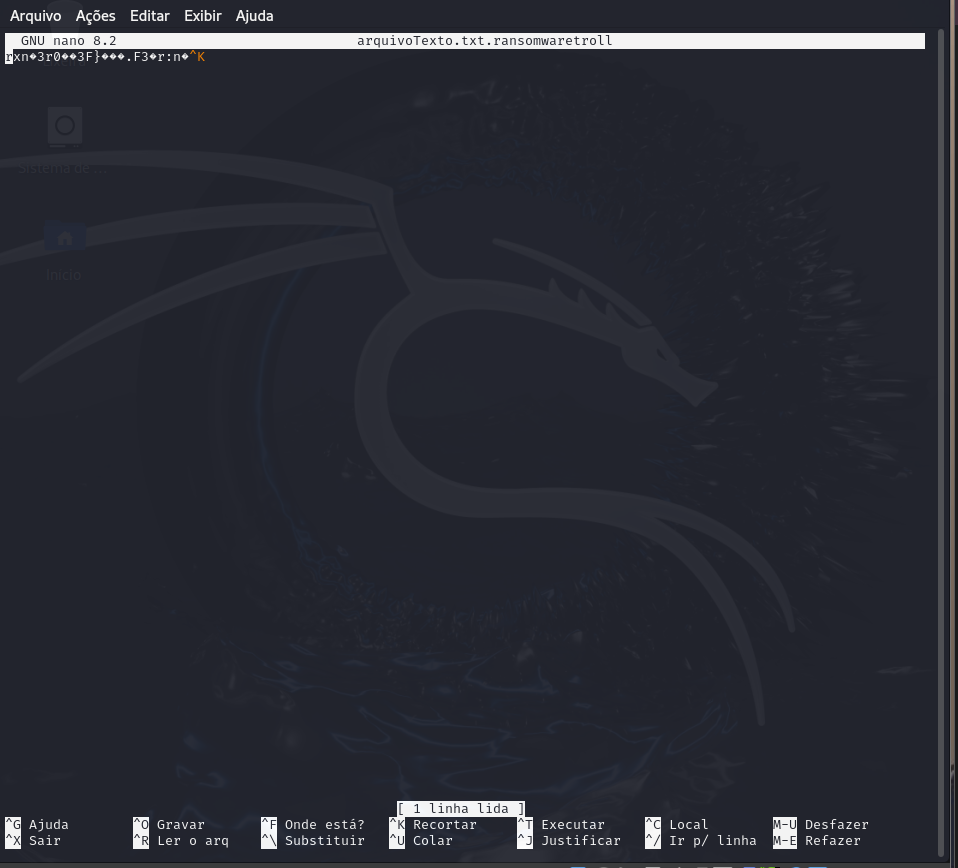 Arquivo Ações Editar Exibir Ajuda
GNU nano 8.2 arquivoTexto.txt.ransomwaretroll
rxn�3r0��3F}���.F3�r:n�^K
Sistema de ...
Início
[ 1 linha lida ]
^G Ajuda ^O Gravar ^F Onde está? ^K Recortar ^T Executar ^C Local M-U Desfazer
^X Sair ^R Ler o arq ^\ Substituir ^U Colar ^J Justificar ^/ Ir p/ linha M-E Refazer